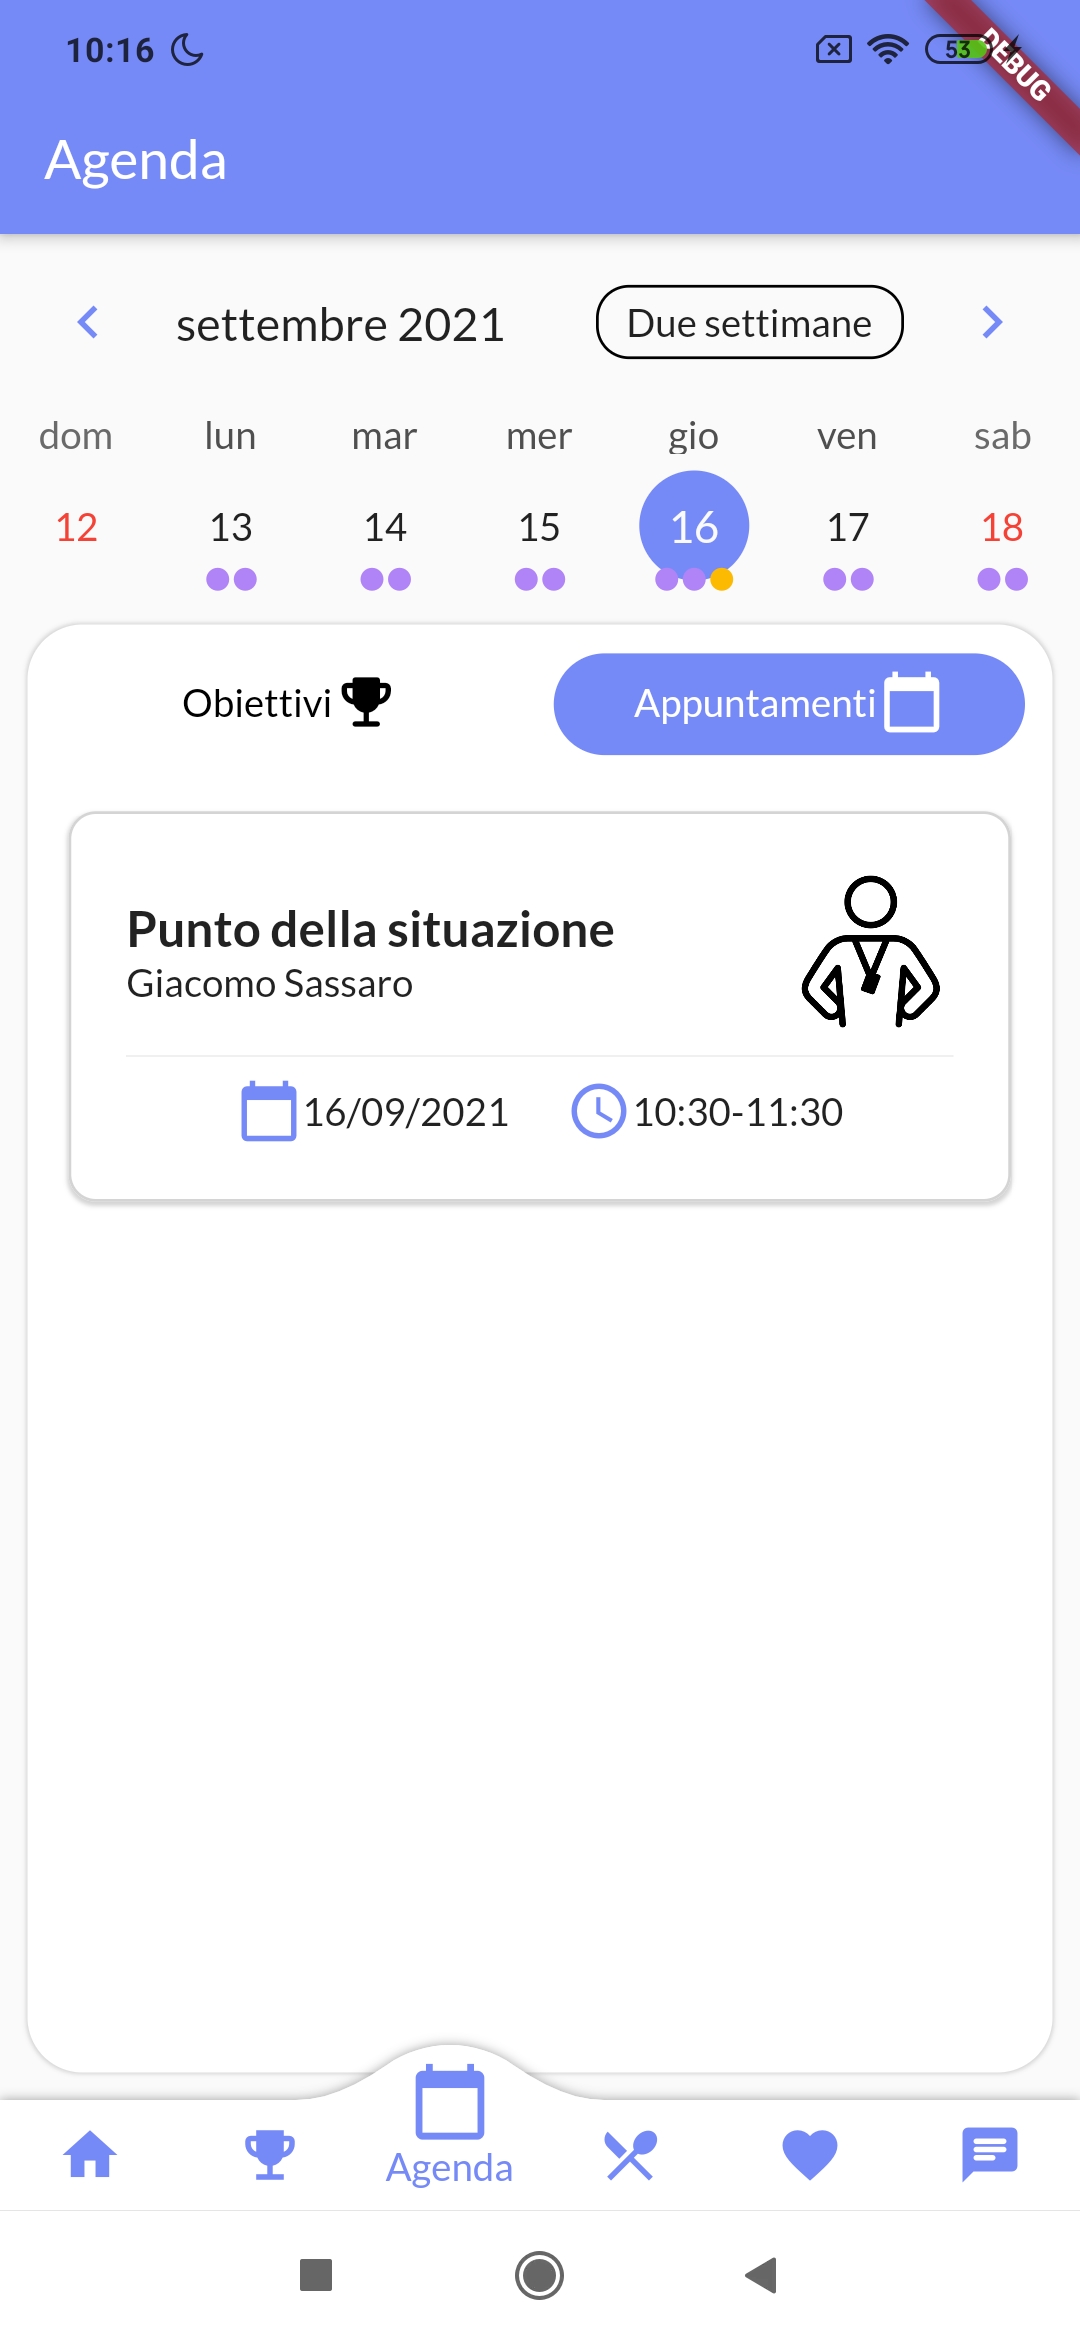 10:16
53
DEBUG
Agenda
settembre 2021
Due settimane
dom lun mar mer gio ven sab
12 13 14 15 16 17 18
Obiettivi
Appuntamenti
Punto della situazione
Giacomo Sassaro
16/09/2021
10:30-11:30
Agenda